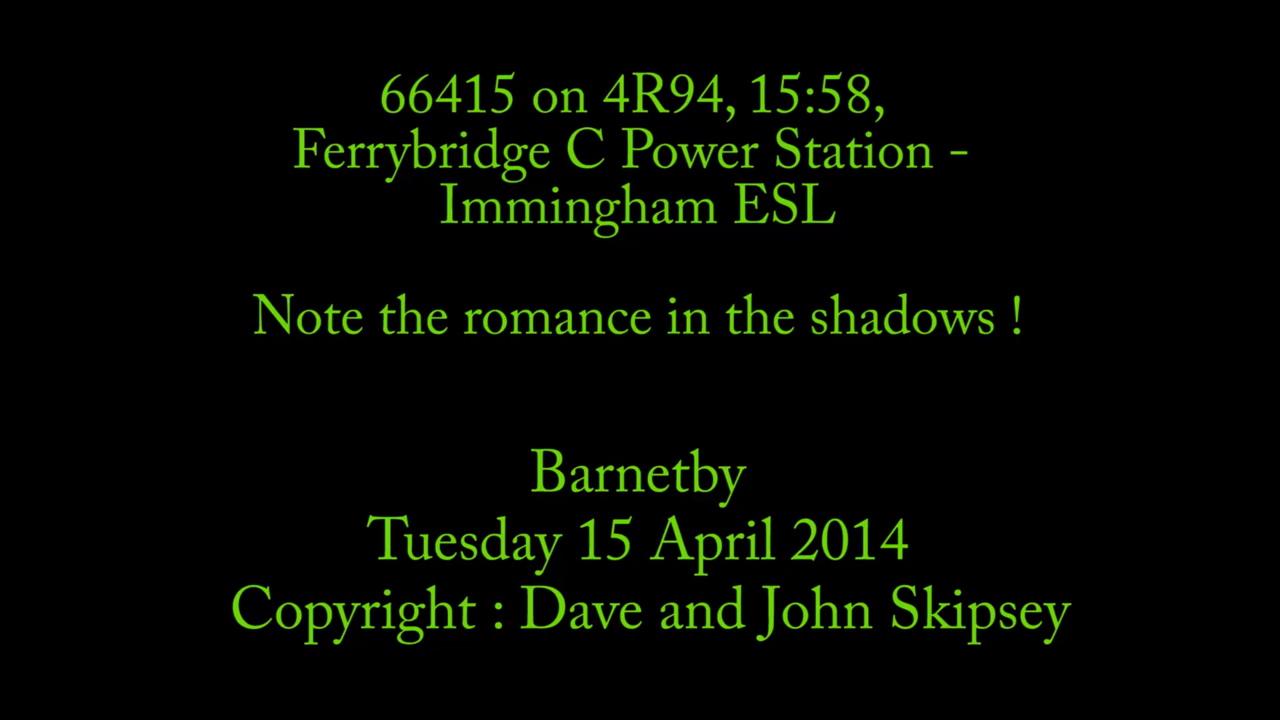 66415 on 4R94, 15:58,
Ferrybridge C Power Station -
Immingham ESL
Note the romance in the shadows !
Barnetby
Tuesday 15 April 2014
Copyright : Dave and John Skipsey